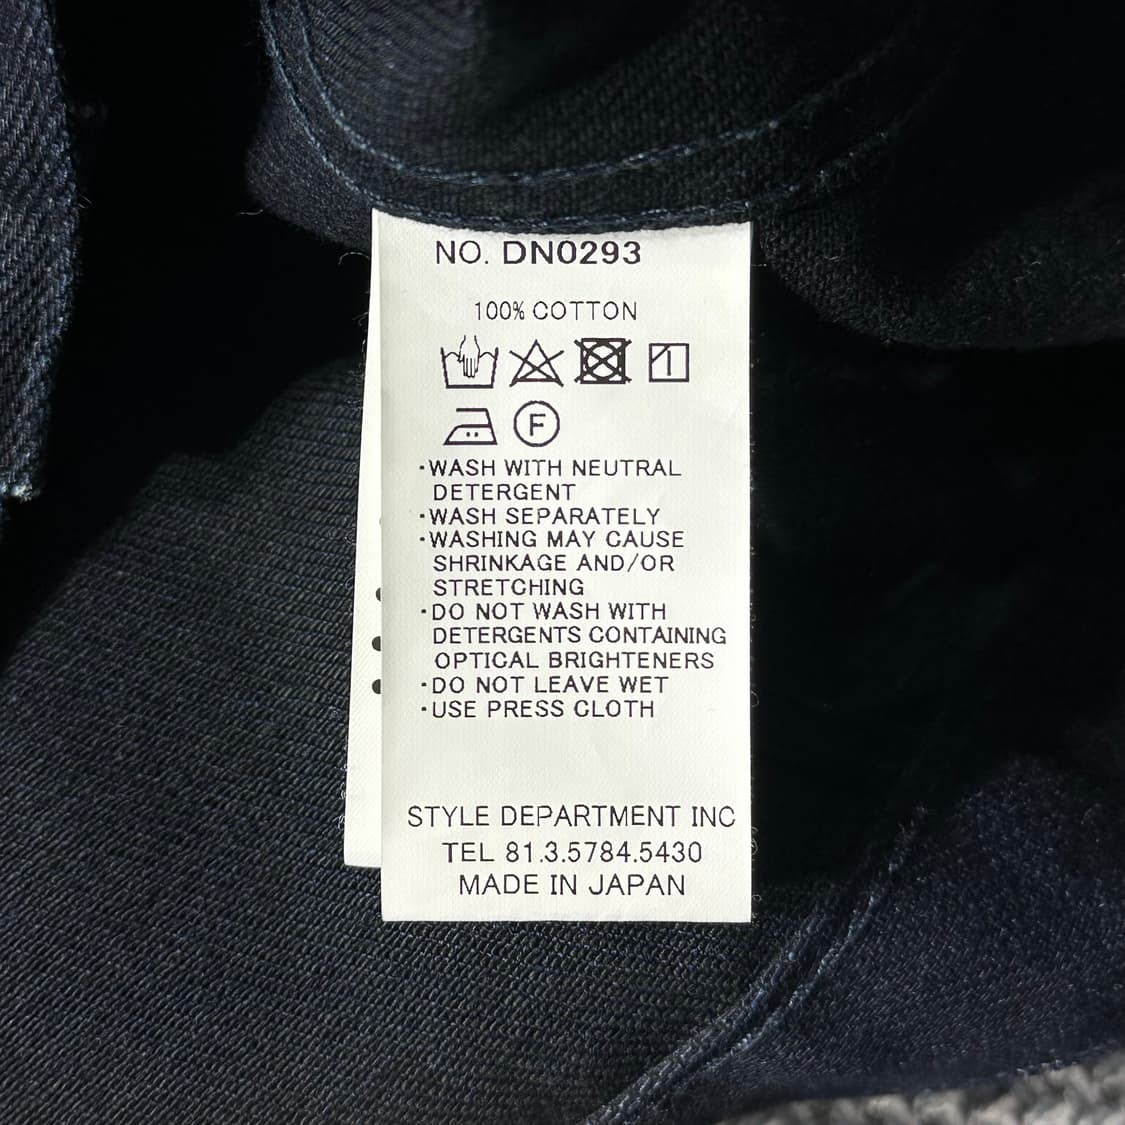 NO. DN0293
100% COTTON
F
·WASH WITH NEUTRAL
DETERGENT
·WASH SEPARATELY
·WASHING MAY CAUSE
SHRINKAGE AND/OR
STRETCHING
·DO NOT WASH WITH
DETERGENTS CONTAINING
OPTICAL BRIGHTENERS
·DO NOT LEAVE WET
·USE PRESS CLOTH
STYLE DEPARTMENT INC
TEL 81.3.5784.5430
MADE IN JAPAN